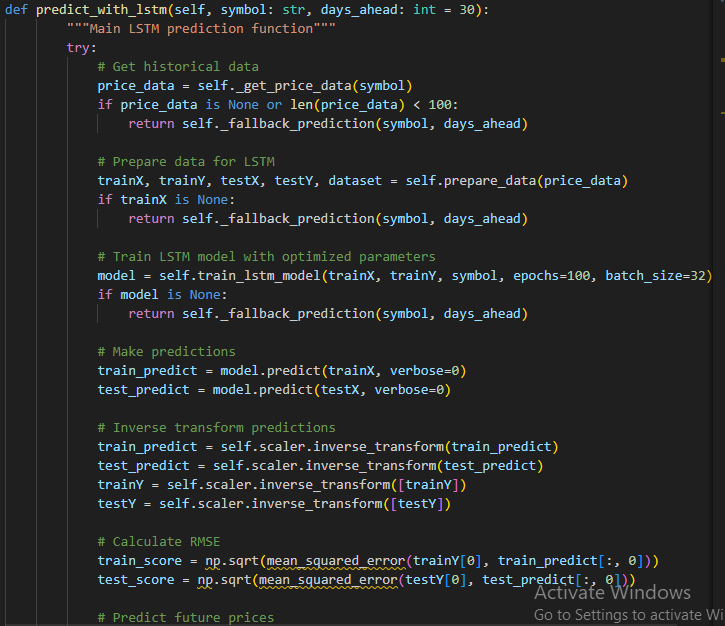 def predict_with_lstm(self, symbol: str, days_ahead: int = 30):
"""Main LSTM prediction function"""
try:
# Get historical data
price_data = self._get_price_data(symbol)
if price_data is None or len(price_data) < 100:
return self._fallback_prediction(symbol, days_ahead)
# Prepare data for LSTM
trainX, trainY, testX, testY, dataset = self.prepare_data(price_data)
if trainX is None:
return self._fallback_prediction(symbol, days_ahead)
# Train LSTM model with optimized parameters
model = self.train_lstm_model(trainX, trainY, symbol, epochs=100, batch_size=32)
if model is None:
return self._fallback_prediction(symbol, days_ahead)
# Make predictions
train_predict = model.predict(trainX, verbose=0)
test_predict = model.predict(testX, verbose=0)
# Inverse transform predictions
train_predict = self.scaler.inverse_transform(train_predict)
test_predict = self.scaler.inverse_transform(test_predict)
trainY = self.scaler.inverse_transform([trainY])
testY = self.scaler.inverse_transform([testY])
# Calculate RMSE
train_score = np.sqrt(mean_squared_error(trainY[0], train_predict[:, 0]))
test_score = np.sqrt(mean_squared_error(testY[0], test_predict[:, 0]))
Activate Windows
Go to Settings to activate Wi
# Predict future prices